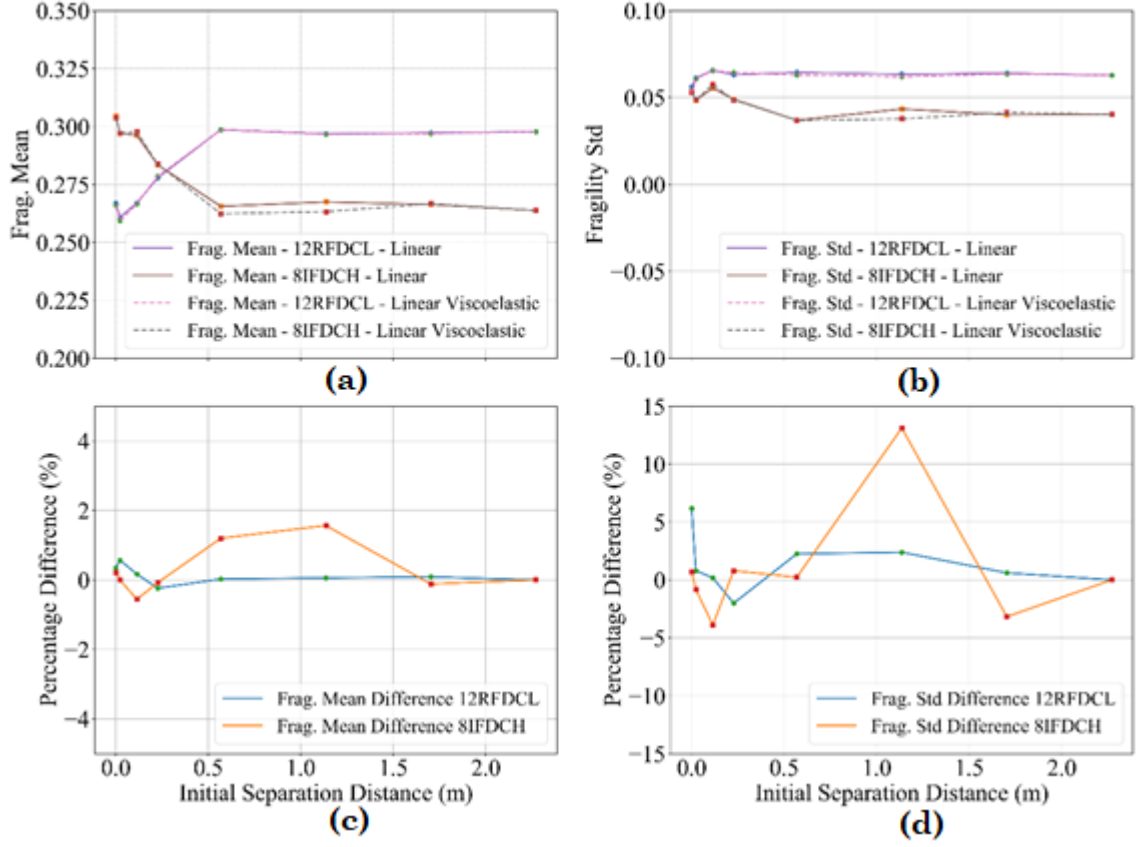 0.350
0.325
0.300
0.275
0.250
0.225
0.200
Frag. Mean
Frag. Mean - 12RFDCL - Linear
Frag. Mean - 8IFDCH - Linear
Frag. Mean - 12RFDCL - Linear Viscoelastic
Frag. Mean - 8IFDCH - Linear Viscoelastic
(a)
0.10
0.05
0.00
−0.05
−0.10
Fragility Std
Frag. Std - 12RFDCL - Linear
Frag. Std - 8IFDCH - Linear
Frag. Std - 12RFDCL - Linear Viscoelastic
Frag. Std - 8IFDCH - Linear Viscoelastic
(b)
4
2
0
−2
−4
Percentage Difference (%)
Frag. Mean Difference 12RFDCL
Frag. Mean Difference 8IFDCH
0.0 0.5 1.0 1.5 2.0
Initial Separation Distance (m)
(c)
15
10
5
0
−5
−10
−15
Percentage Difference (%)
Frag. Std Difference 12RFDCL
Frag. Std Difference 8IFDCH
0.0 0.5 1.0 1.5 2.0
Initial Separation Distance (m)
(d)